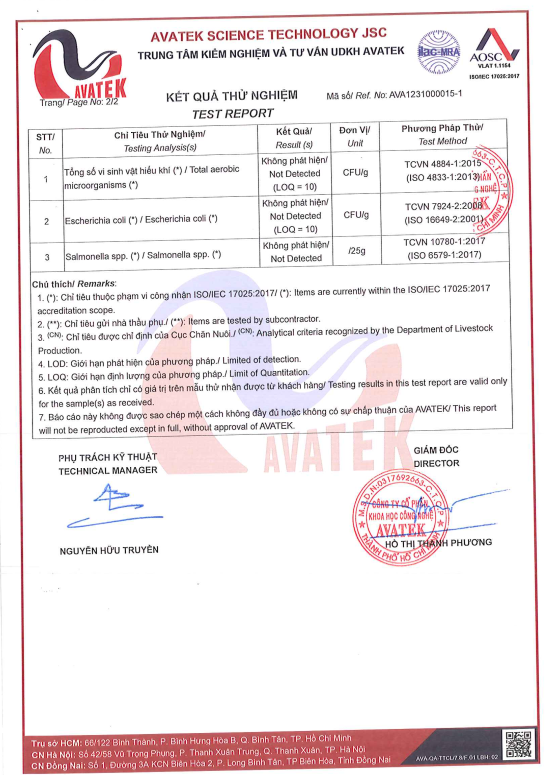 AVATEK SCIENCE TECHNOLOGY JSC
TRUNG TÂM KIỂM NGHIỆM VÀ TƯ VẤN UDKH AVATEK
AVATEK
ilac-MRA
AOSC
VLAT 1.1154
ISO/IEC 17025:2017
Trang/ Page No: 2/2
KẾT QUẢ THỬ NGHIỆM
Mã số/ Ref. No: AVA1231000015-1
TEST REPORT
STT/ No.
Chỉ Tiêu Thử Nghiệm/ Testing Analysis(s)
Kết Quả/ Result (s)
Đơn Vị/ Unit
Phương Pháp Thử/ Test Method
1
Tổng số vi sinh vật hiếu khí (*) / Total aerobic
microorganisms (*)
Không phát hiện/
Not Detected
(LOQ = 10)
CFU/g
TCVN 4884-1:2015
(ISO 4833-1:2013)
2
Escherichia coli (*) / Escherichia coli (*)
Không phát hiện/
Not Detected
(LOQ = 10)
CFU/g
TCVN 7924-2:2008
(ISO 16649-2:2001)
3
Salmonella spp. (*) / Salmonella spp. (*)
Không phát hiện/
Not Detected
/25g
TCVN 10780-1:2017
(ISO 6579-1:2017)
Chú thích/ Remarks:
1. (*): Chỉ tiêu thuộc phạm vi công nhận ISO/IEC 17025:2017/ (*): Items are currently within the ISO/IEC 17025:2017
accreditation scope.
2. (**): Chỉ tiêu gửi nhà thầu phụ./ (**): Items are tested by subcontractor.
3. (CN): Chỉ tiêu được chỉ định của Cục Chăn Nuôi./ (CN): Analytical criteria recognized by the Department of Livestock
Production.
4. LOD: Giới hạn phát hiện của phương pháp./ Limited of detection.
5. LOQ: Giới hạn định lượng của phương pháp./ Limit of Quantitation.
6. Kết quả phân tích chỉ có giá trị trên mẫu thử nhận được từ khách hàng/ Testing results in this test report are valid only
for the sample(s) as received.
7. Báo cáo này không được sao chép một cách không đầy đủ hoặc không có sự chấp thuận của AVATEK/ This report
will not be reproducted except in full, without approval of AVATEK.
AVATEK
PHỤ TRÁCH KỸ THUẬT
TECHNICAL MANAGER
GIÁM ĐỐC
DIRECTOR
M.S.D.N:0317692663-C.T.C.P
CÔNG TY CỔ PHẦN
KHOA HỌC CÔNG NGHỆ
AVATEK
THÀNH PHỐ HỒ CHÍ MINH
NGUYỄN HỮU TRUYỀN
HỒ THỊ THANH PHƯƠNG
Trụ sở HCM: 66/122 Bình Thành, P. Bình Hưng Hòa B, Q. Bình Tân, TP. Hồ Chí Minh
CN Hà Nội: Số 42/58 Vũ Trọng Phụng, P. Thanh Xuân Trung, Q. Thanh Xuân, TP. Hà Nội
CN Đồng Nai: Số 1, Đường 3A KCN Biên Hòa 2, P. Long Bình Tân, TP Biên Hòa, Tỉnh Đồng Nai